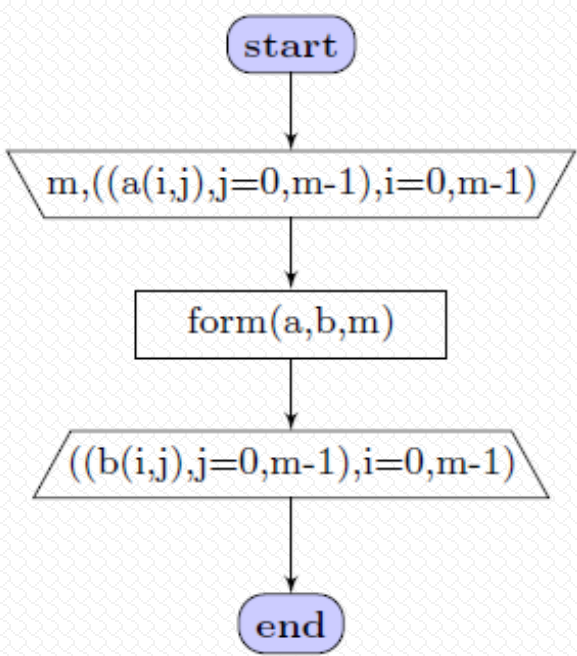 start
m,((a(i,j),j=0,m-1),i=0,m-1)
form(a,b,m)
((b(i,j),j=0,m-1),i=0,m-1)
end